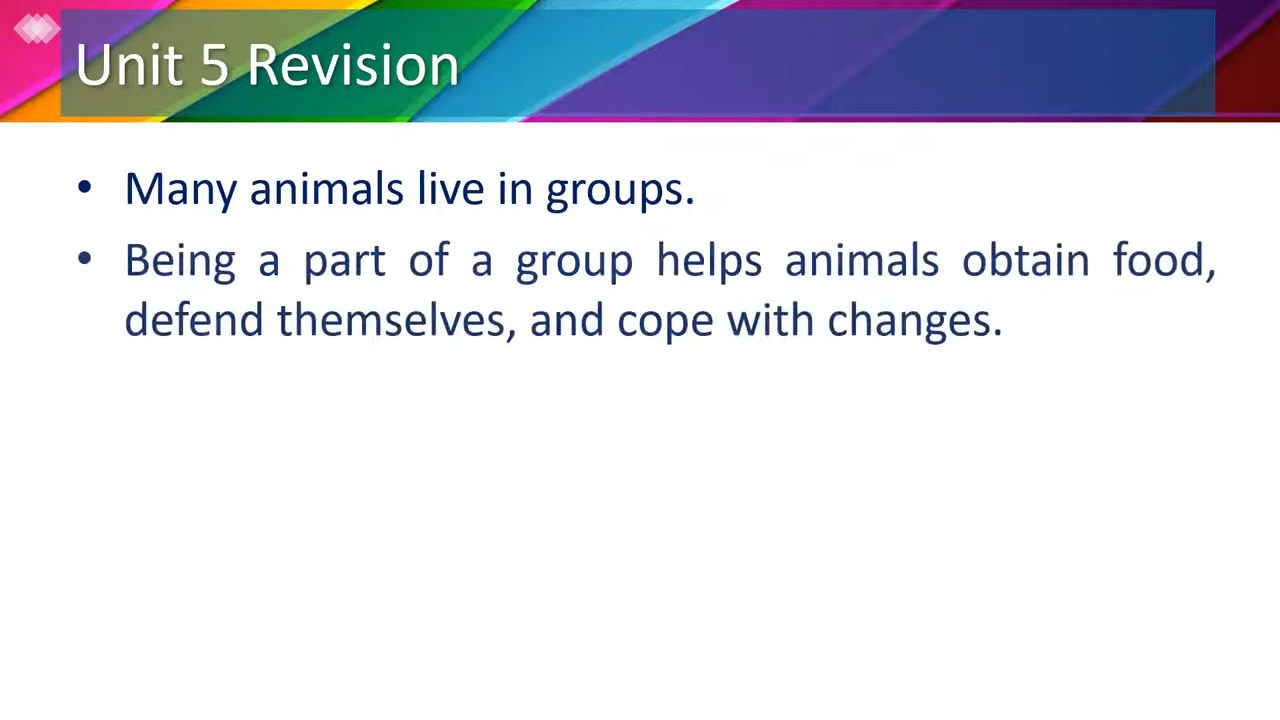 Unit 5 Revision
• Many animals live in groups.
• Being a part of a group helps animals obtain food,
defend themselves, and cope with changes.